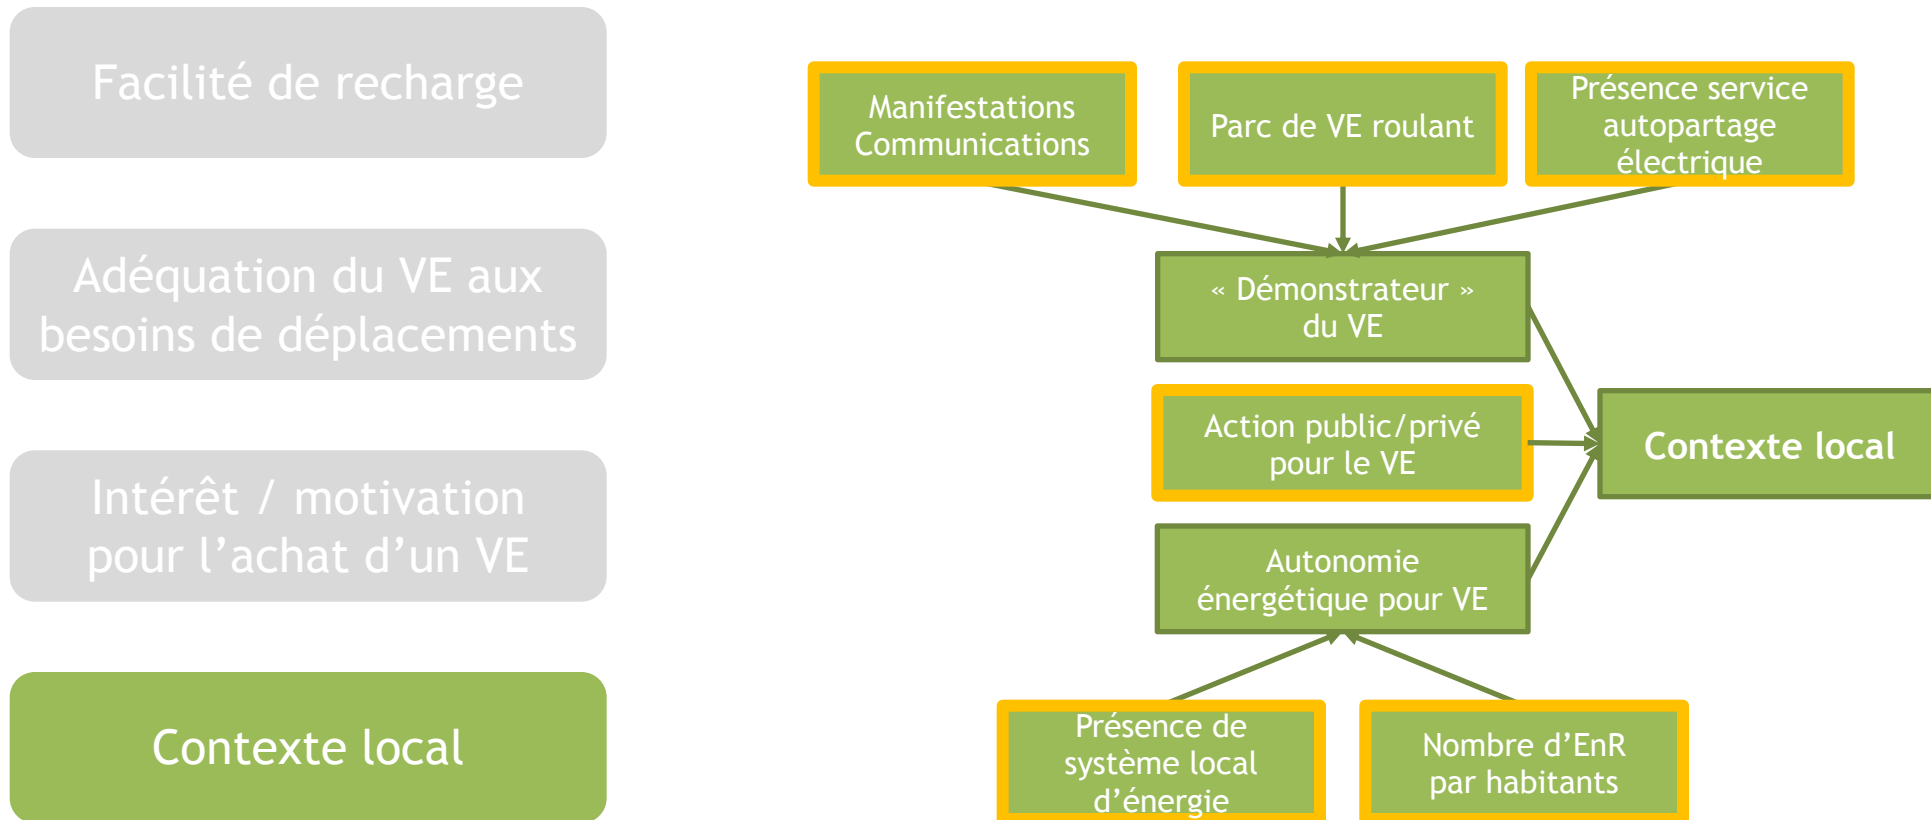 Facilité de recharge
Adéquation du VE aux
besoins de déplacements
Intérêt / motivation
pour l’achat d’un VE
Contexte local
Manifestations
Communications
Parc de VE roulant
Présence service
autopartage
électrique
« Démonstrateur »
du VE
Action public/privé
pour le VE
Contexte local
Autonomie
énergétique pour VE
Présence de
système local
d’énergie
Nombre d’EnR
par habitants